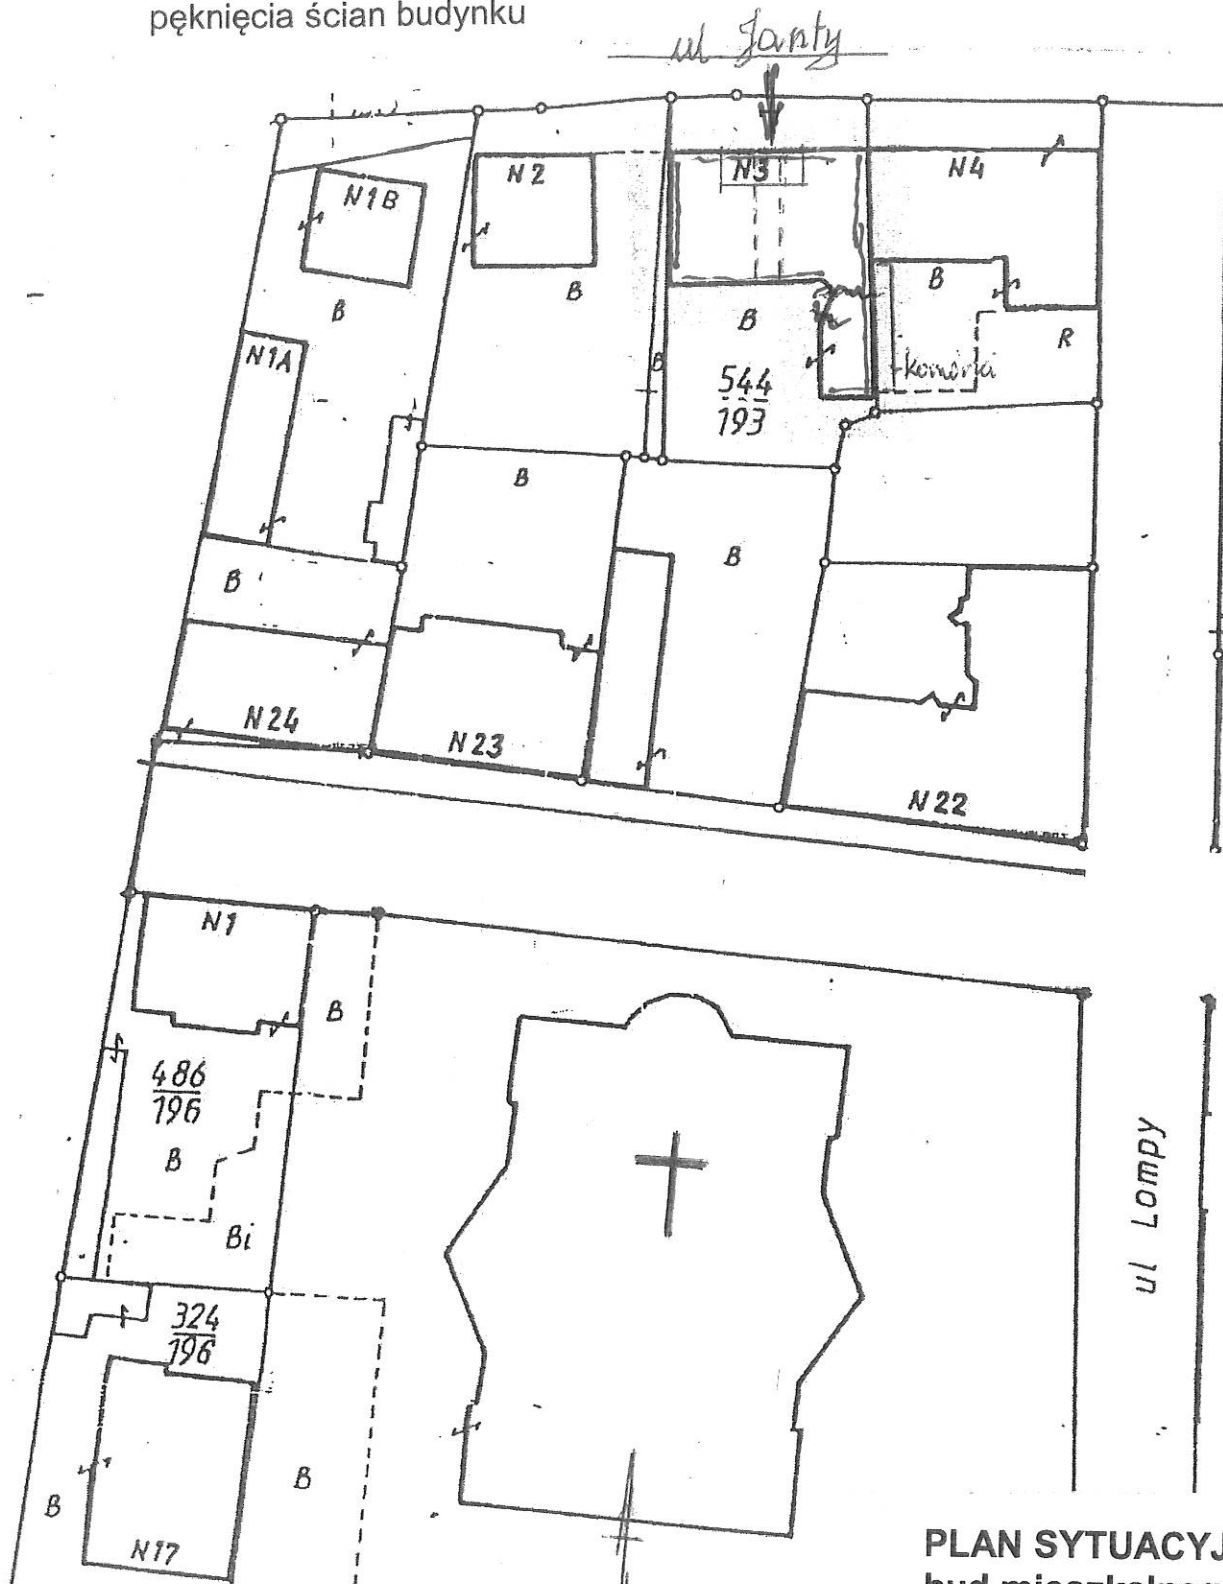 pęknięcia ścian budynku
ul Janty
N1B
N2
N3
N4
B
B
B
B
B
R
N1A
544
193
komórki
B
B
B
N24
N23
N22
N1
B
486
196
B
Bi
324
196
B
B
N17
ul Lompy
PLAN SYTUACYJ